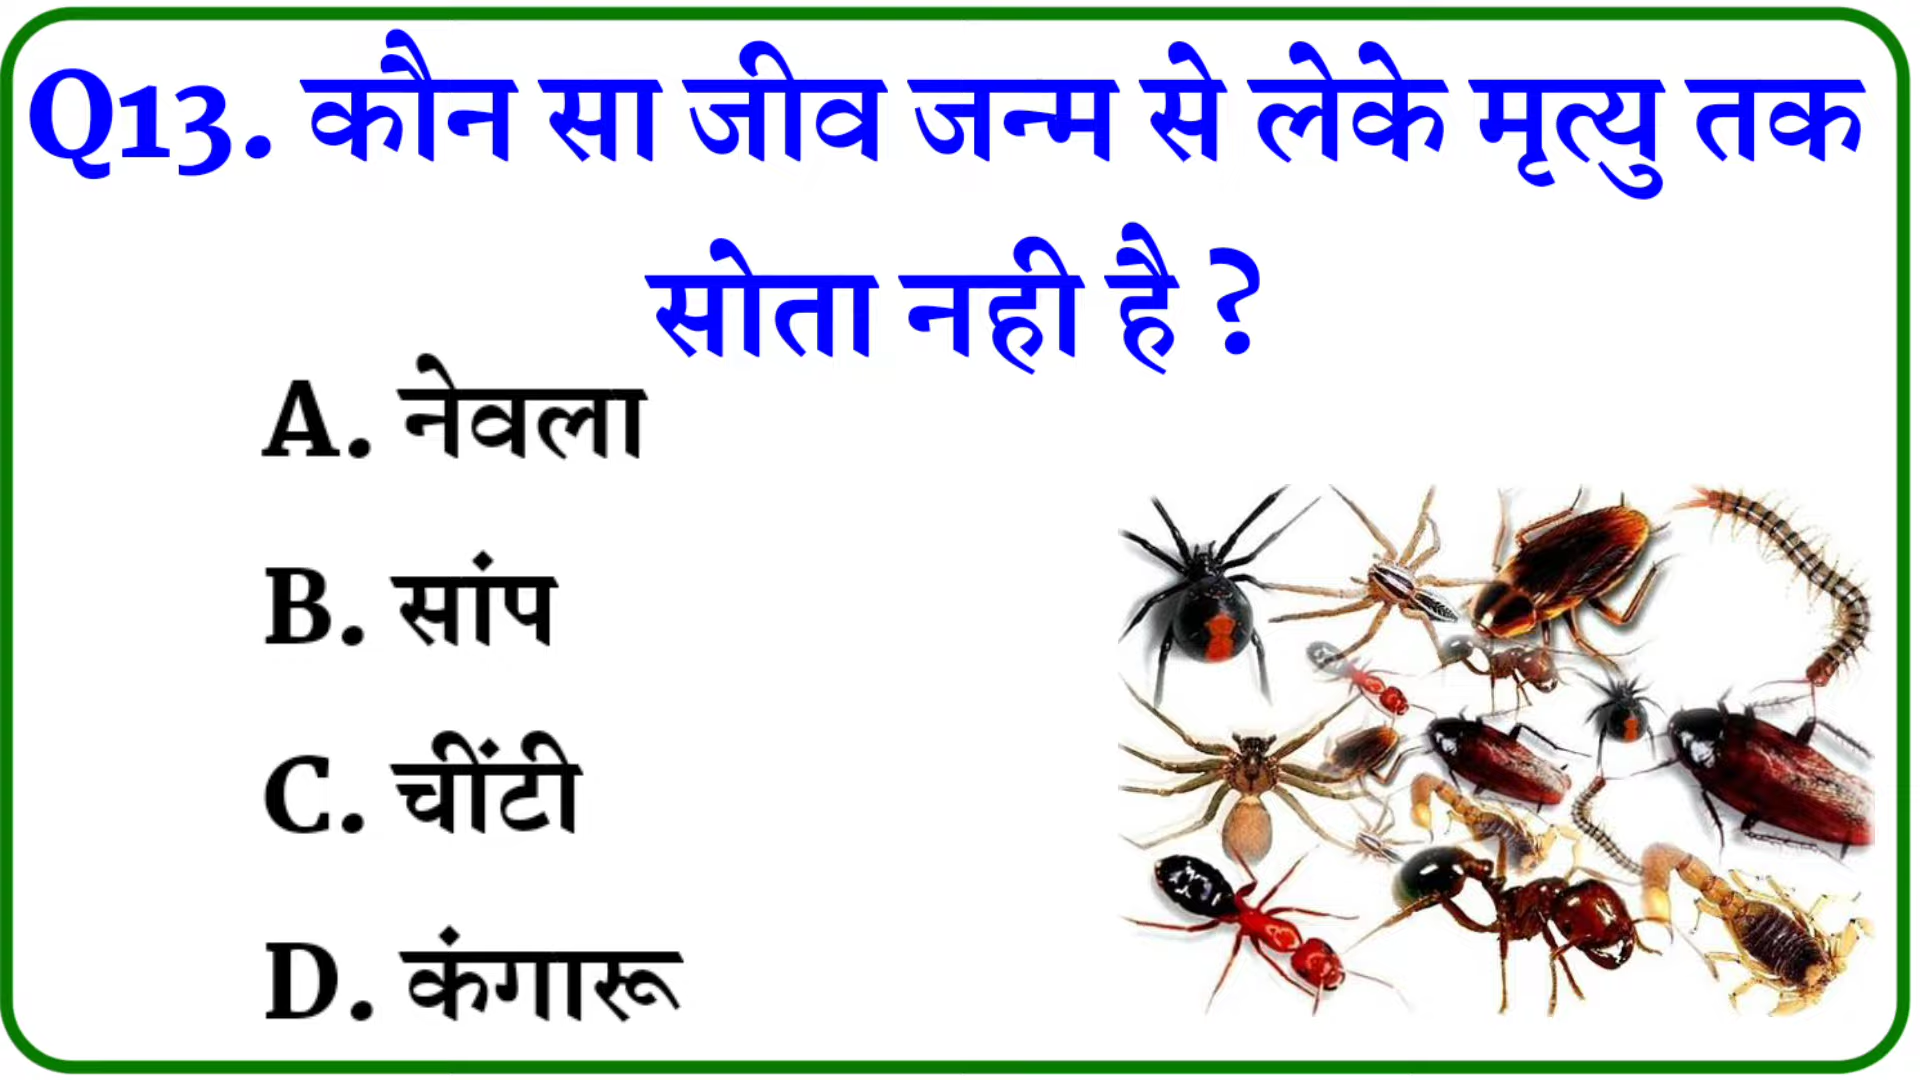 Q13. कौन सा जीव जन्म से लेके मृत्यु तक
सोता नही है ?
A. नेवला
B. सांप
C. चींटी
D. कंगारू